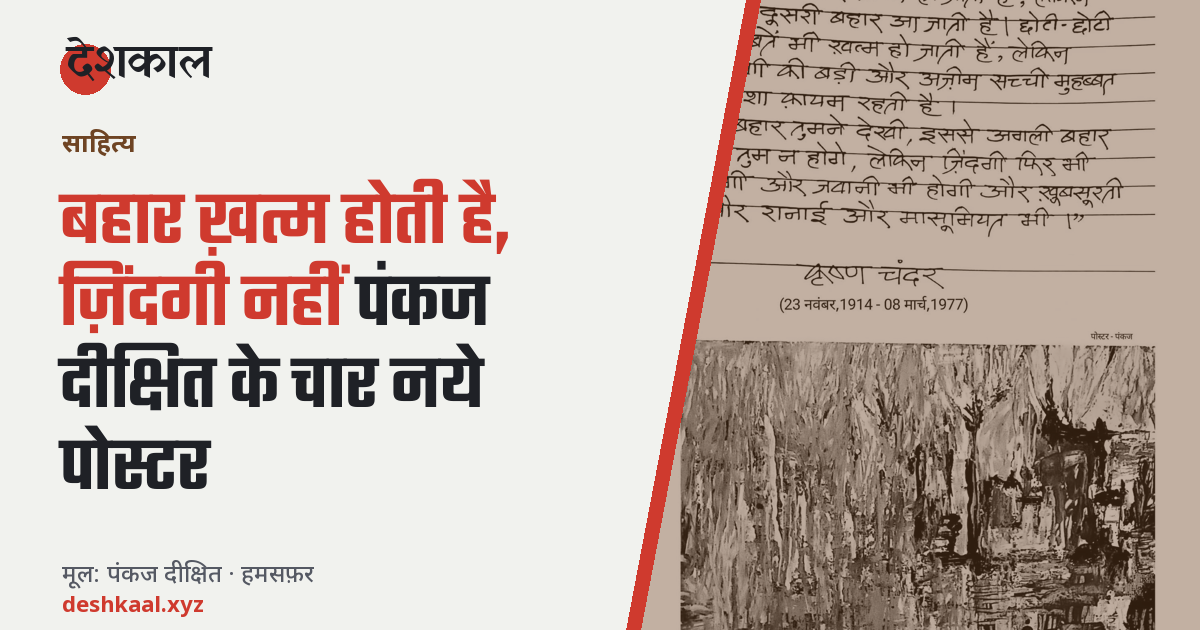 देशकाल
साहित्य
बहार ख़त्म होती है,
ज़िंदगी नहीं पंकज
दीक्षित के चार नये
पोस्टर
मूल: पंकज दीक्षित · हमसफ़र
deshkaal.xyz
दूसरी बहार आ जाती है। छोटी-छोटी
भी ख़त्म हो जाती हैं, लेकिन
की बड़ी और अज़ीम सच्ची मुहब्बत
क़ायम रहती है।
बहार तुमने देखी, इससे अगली बहार
तुम न होगे, लेकिन ज़िंदगी फिर भी
और जवानी भी होगी और ख़ूबसूरती
और रानाई और मासूमियत भी।”
कृष्ण चंदर
(23 नवंबर,1914 - 08 मार्च,1977)
पोस्टर - पंकज